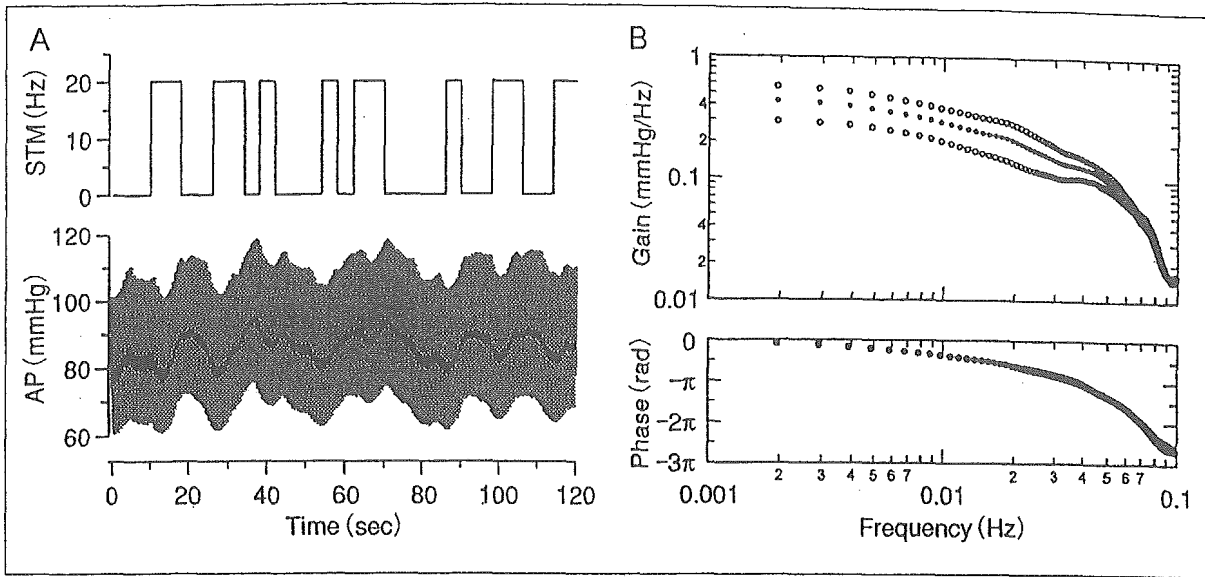 A
STM (Hz)
20
10
0
AP (mmHg)
120
100
80
60
0 20 40 60 80 100 120
Time (sec)
B
Gain (mmHg/Hz)
1
4
2
0.1
4
2
0.01
Phase (rad)
0
-π
-2π
-3π
2 3 4 5 6 7 2 3 4 5 6 7
0.001 0.01 0.1
Frequency (Hz)